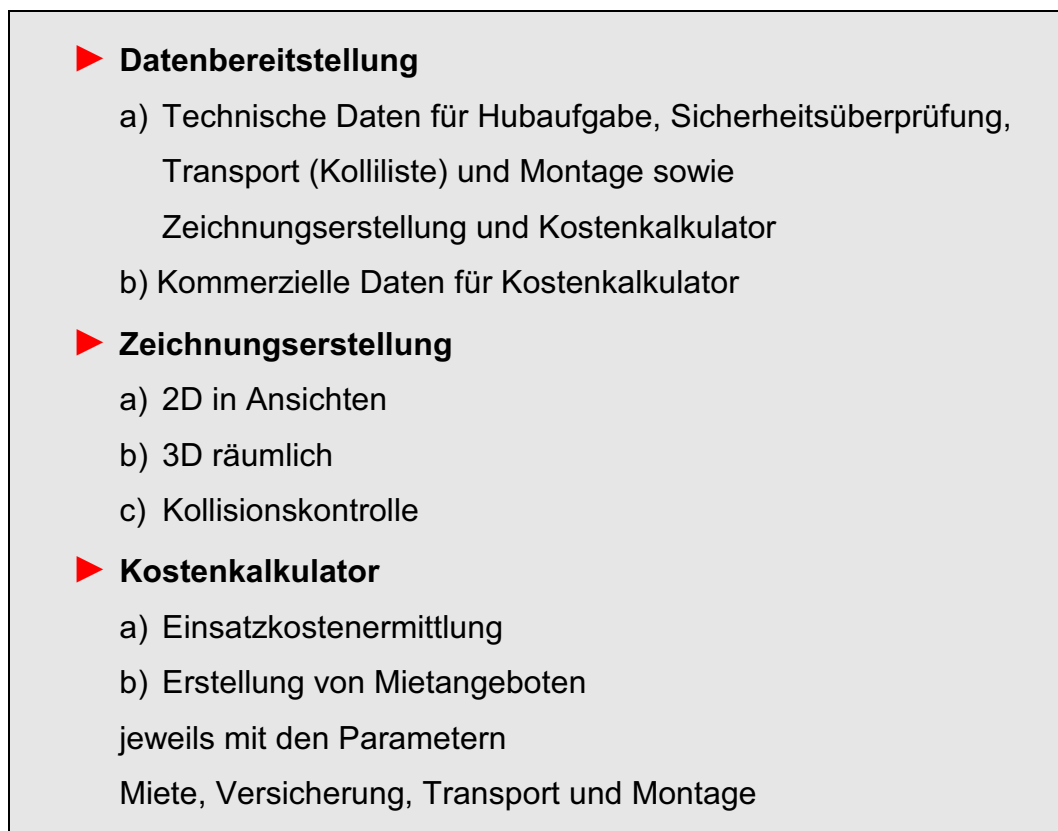 ► Datenbereitstellung
a) Technische Daten für Hubaufgabe, Sicherheitsüberprüfung,
Transport (Kolliliste) und Montage sowie
Zeichnungserstellung und Kostenkalkulator
b) Kommerzielle Daten für Kostenkalkulator
► Zeichnungserstellung
a) 2D in Ansichten
b) 3D räumlich
c) Kollisionskontrolle
► Kostenkalkulator
a) Einsatzkostenermittlung
b) Erstellung von Mietangeboten
jeweils mit den Parametern
Miete, Versicherung, Transport und Montage